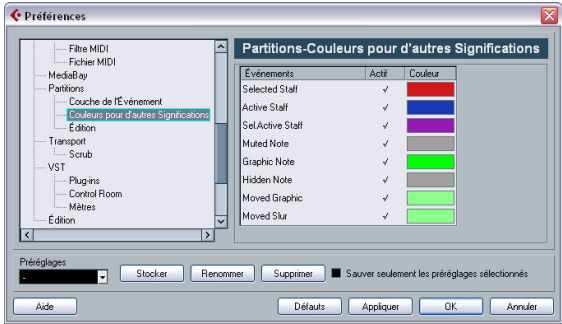 Préférences
Filtre MIDI
Fichier MIDI
MediaBay
Partitions
Couche de l'Événement
Couleurs pour d'autres Significations
Édition
Transport
Scrub
VST
Plug-ins
Control Room
Mètres
Édition
Partitions-Couleurs pour d'autres Significations
Événements Actif Couleur
Selected Staff
Active Staff
Sel.Active Staff
Muted Note
Graphic Note
Hidden Note
Moved Graphic
Moved Slur
Préréglages
-
Stocker Renommer Supprimer Sauver seulement les préréglages sélectionnés
Aide Défauts Appliquer OK Annuler